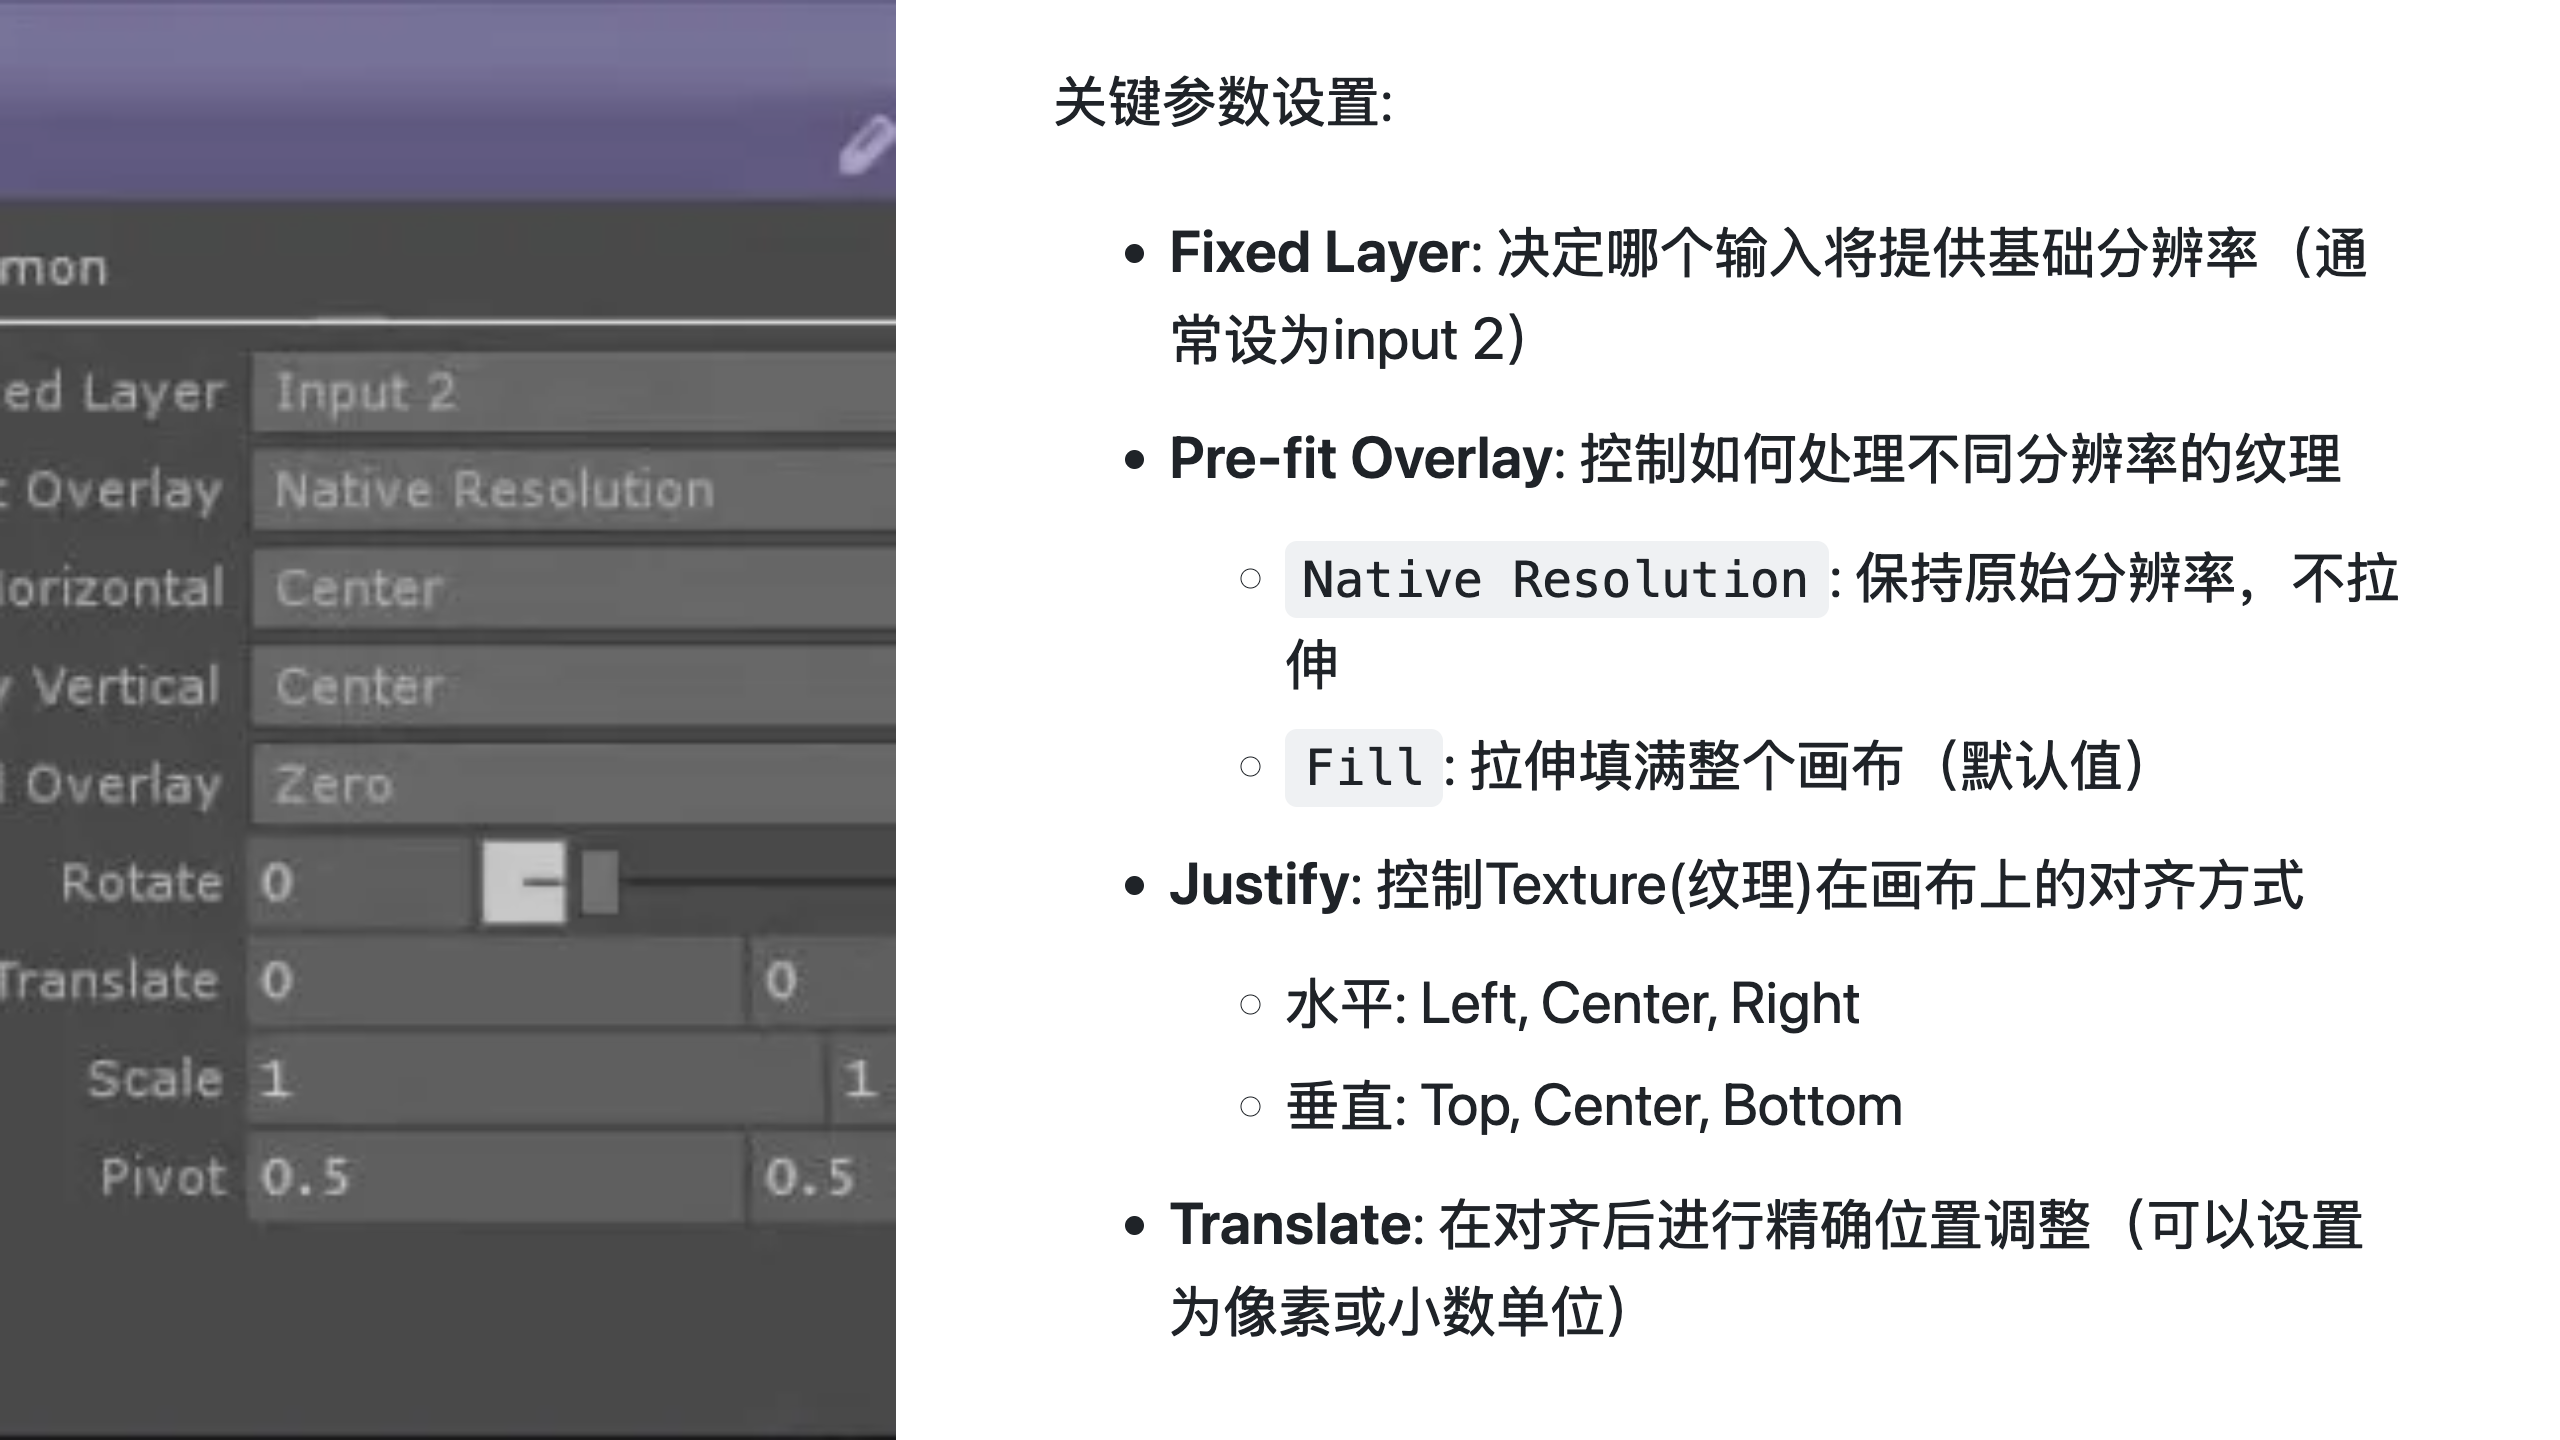 mon
ed Layer Input 2
t Overlay Native Resolution
Horizontal Center
y Vertical Center
d Overlay Zero
Rotate 0
Translate 0 0
Scale 1 1
Pivot 0.5 0.5
关键参数设置:
Fixed Layer: 决定哪个输入将提供基础分辨率（通
常设为input 2）
Pre-fit Overlay: 控制如何处理不同分辨率的纹理
Native Resolution: 保持原始分辨率，不拉
伸
Fill: 拉伸填满整个画布（默认值）
Justify: 控制Texture(纹理)在画布上的对齐方式
水平: Left, Center, Right
垂直: Top, Center, Bottom
Translate: 在对齐后进行精确位置调整（可以设置
为像素或小数单位）